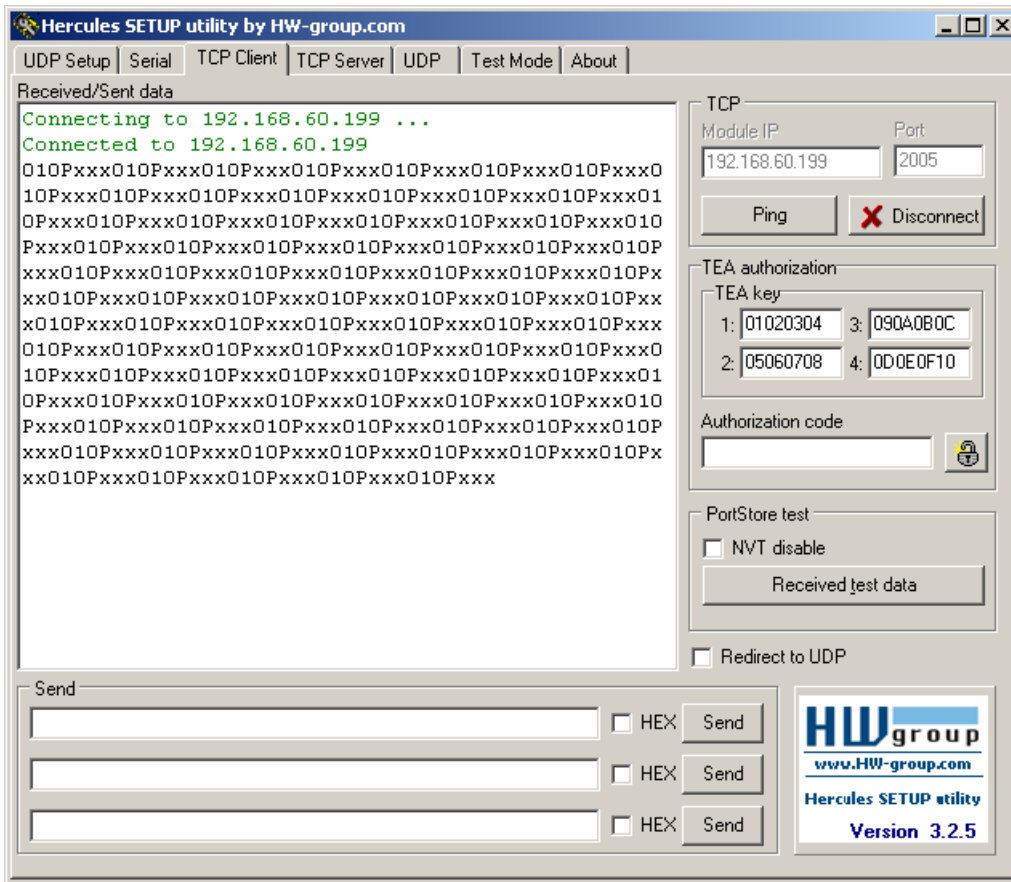 Hercules SETUP utility by HW-group.com
UDP Setup Serial TCP Client TCP Server UDP Test Mode About
Received/Sent data
Connecting to 192.168.60.199 ...
Connected to 192.168.60.199
010Pxxx010Pxxx010Pxxx010Pxxx010Pxxx010Pxxx010Pxxx0
10Pxxx010Pxxx010Pxxx010Pxxx010Pxxx010Pxxx010Pxxx01
0Pxxx010Pxxx010Pxxx010Pxxx010Pxxx010Pxxx010Pxxx010
Pxxx010Pxxx010Pxxx010Pxxx010Pxxx010Pxxx010Pxxx010P
xxx010Pxxx010Pxxx010Pxxx010Pxxx010Pxxx010Pxxx010Px
xx010Pxxx010Pxxx010Pxxx010Pxxx010Pxxx010Pxxx010Pxx
x010Pxxx010Pxxx010Pxxx010Pxxx010Pxxx010Pxxx010Pxxx
010Pxxx010Pxxx010Pxxx010Pxxx010Pxxx010Pxxx010Pxxx0
10Pxxx010Pxxx010Pxxx010Pxxx010Pxxx010Pxxx010Pxxx01
0Pxxx010Pxxx010Pxxx010Pxxx010Pxxx010Pxxx010Pxxx010
Pxxx010Pxxx010Pxxx010Pxxx010Pxxx010Pxxx010Pxxx010P
xxx010Pxxx010Pxxx010Pxxx010Pxxx010Pxxx010Pxxx010Px
xx010Pxxx010Pxxx010Pxxx010Pxxx010Pxxx
TCP
Module IP Port
192.168.60.199 2005
Ping Disconnect
TEA authorization
TEA key
1: 01020304 3: 090A0B0C
2: 05060708 4: 0D0E0F10
Authorization code
PortStore test
NVT disable
Received test data
Redirect to UDP
Send
HEX Send
HEX Send
HEX Send
HW group
www.HW-group.com
Hercules SETUP utility
Version 3.2.5